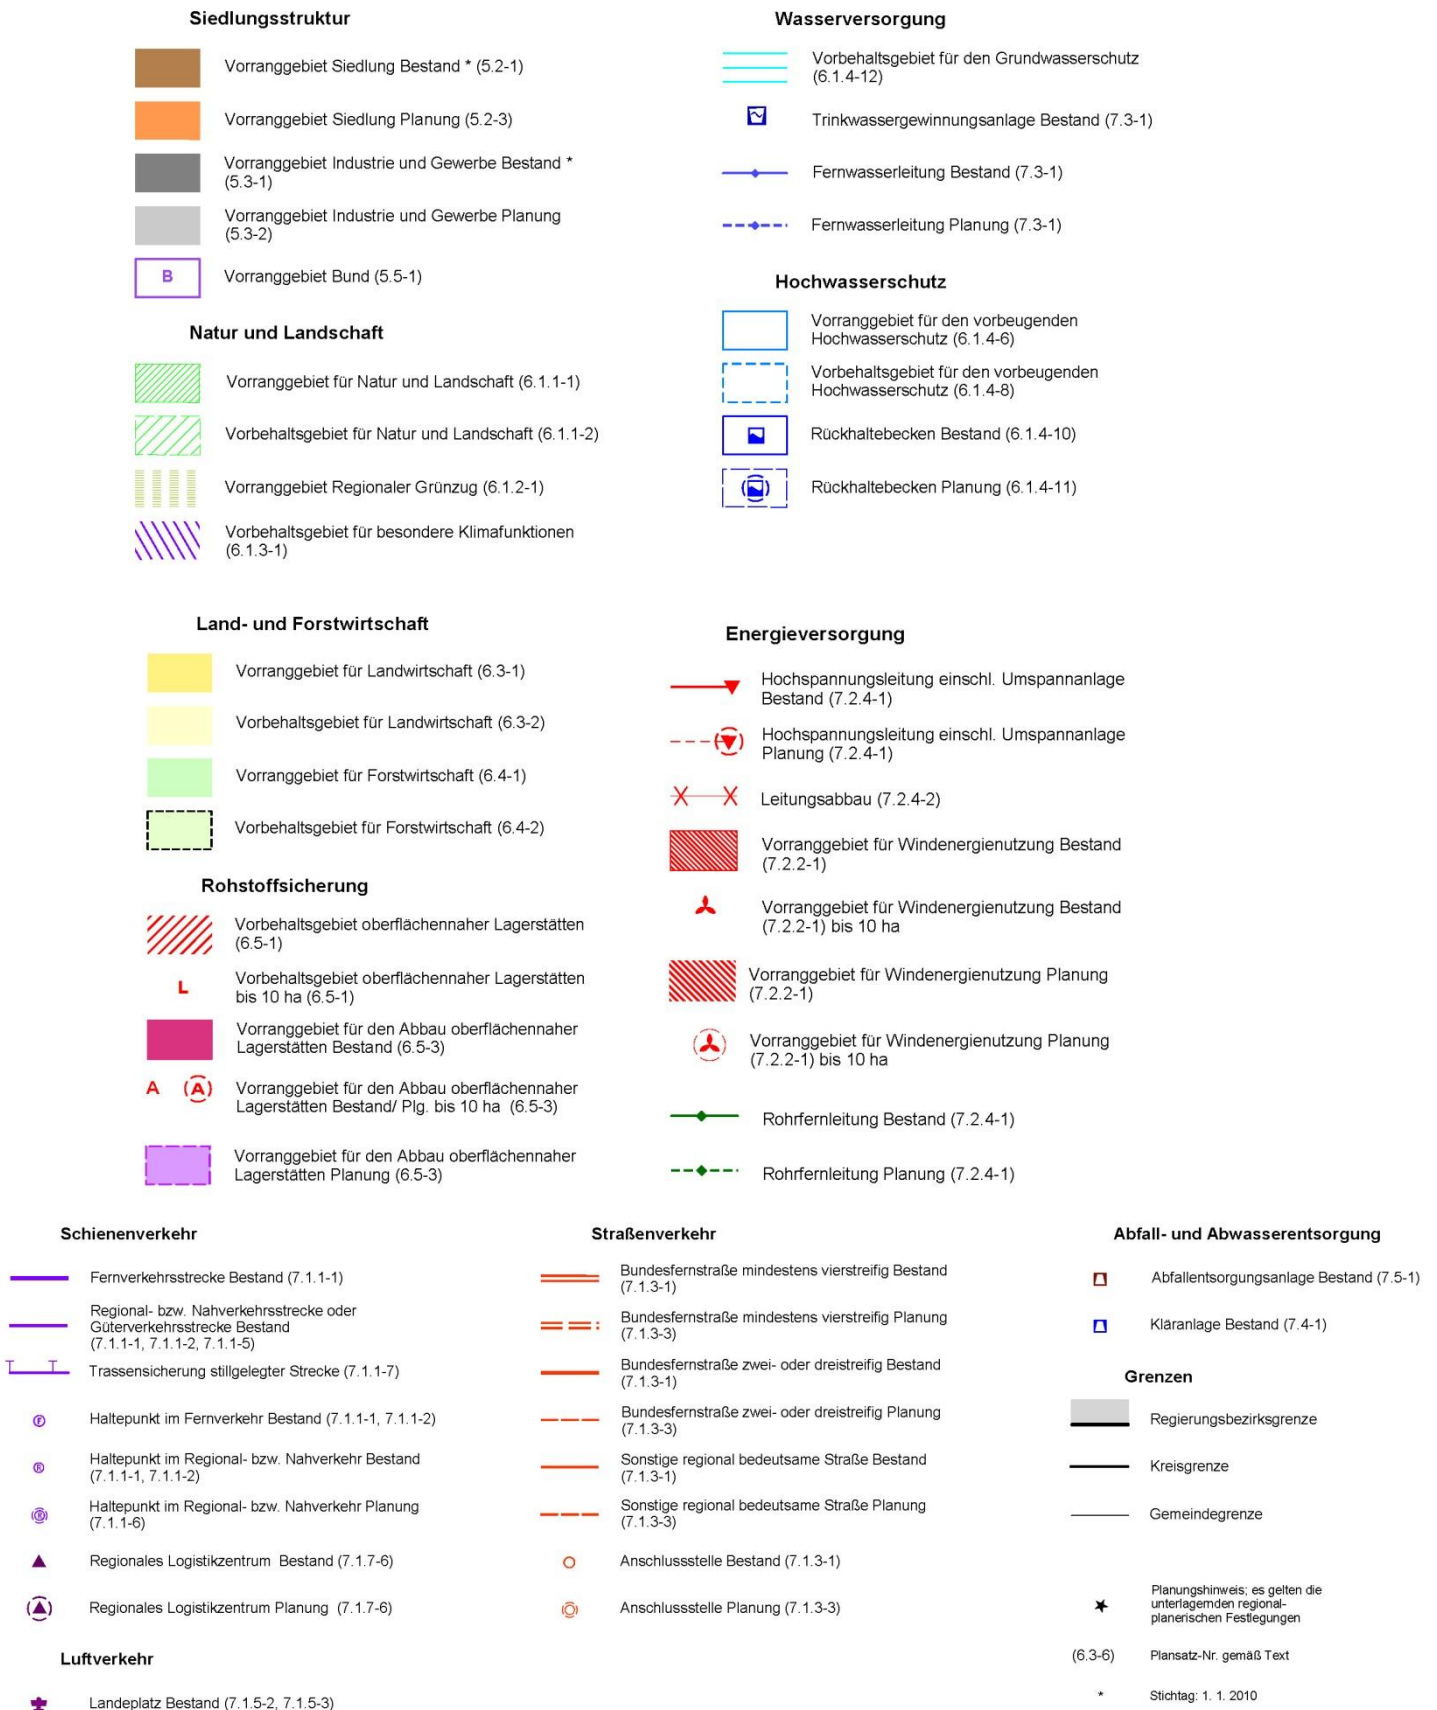 Siedlungsstruktur
Vorranggebiet Siedlung Bestand * (5.2-1)
Vorranggebiet Siedlung Planung (5.2-3)
Vorranggebiet Industrie und Gewerbe Bestand *
(5.3-1)
Vorranggebiet Industrie und Gewerbe Planung
(5.3-2)
B
Vorranggebiet Bund (5.5-1)
Natur und Landschaft
Vorranggebiet für Natur und Landschaft (6.1.1-1)
Vorbehaltsgebiet für Natur und Landschaft (6.1.1-2)
Vorranggebiet Regionaler Grünzug (6.1.2-1)
Vorbehaltsgebiet für besondere Klimafunktionen
(6.1.3-1)
Wasserversorgung
Vorbehaltsgebiet für den Grundwasserschutz
(6.1.4-12)
Trinkwassergewinnungsanlage Bestand (7.3-1)
Fernwasserleitung Bestand (7.3-1)
Fernwasserleitung Planung (7.3-1)
Hochwasserschutz
Vorranggebiet für den vorbeugenden
Hochwasserschutz (6.1.4-6)
Vorbehaltsgebiet für den vorbeugenden
Hochwasserschutz (6.1.4-8)
Rückhaltebecken Bestand (6.1.4-10)
Rückhaltebecken Planung (6.1.4-11)
Land- und Forstwirtschaft
Vorranggebiet für Landwirtschaft (6.3-1)
Vorbehaltsgebiet für Landwirtschaft (6.3-2)
Vorranggebiet für Forstwirtschaft (6.4-1)
Vorbehaltsgebiet für Forstwirtschaft (6.4-2)
Rohstoffsicherung
Vorbehaltsgebiet oberflächennaher Lagerstätten
(6.5-1)
L
Vorbehaltsgebiet oberflächennaher Lagerstätten
bis 10 ha (6.5-1)
Vorranggebiet für den Abbau oberflächennaher
Lagerstätten Bestand (6.5-3)
A (A)
Vorranggebiet für den Abbau oberflächennaher
Lagerstätten Bestand/ Plg. bis 10 ha (6.5-3)
Vorranggebiet für den Abbau oberflächennaher
Lagerstätten Planung (6.5-3)
Energieversorgung
Hochspannungsleitung einschl. Umspannanlage
Bestand (7.2.4-1)
Hochspannungsleitung einschl. Umspannanlage
Planung (7.2.4-1)
Leitungsabbau (7.2.4-2)
Vorranggebiet für Windenergienutzung Bestand
(7.2.2-1)
Vorranggebiet für Windenergienutzung Bestand
(7.2.2-1) bis 10 ha
Vorranggebiet für Windenergienutzung Planung
(7.2.2-1)
Vorranggebiet für Windenergienutzung Planung
(7.2.2-1) bis 10 ha
Rohrfernleitung Bestand (7.2.4-1)
Rohrfernleitung Planung (7.2.4-1)
Schienenverkehr
Fernverkehrsstrecke Bestand (7.1.1-1)
Regional- bzw. Nahverkehrsstrecke oder
Güterverkehrsstrecke Bestand
(7.1.1-1, 7.1.1-2, 7.1.1-5)
Trassensicherung stillgelegter Strecke (7.1.1-7)
F
Haltepunkt im Fernverkehr Bestand (7.1.1-1, 7.1.1-2)
R
Haltepunkt im Regional- bzw. Nahverkehr Bestand
(7.1.1-1, 7.1.1-2)
(R)
Haltepunkt im Regional- bzw. Nahverkehr Planung
(7.1.1-6)
Regionales Logistikzentrum Bestand (7.1.7-6)
Regionales Logistikzentrum Planung (7.1.7-6)
Luftverkehr
Landeplatz Bestand (7.1.5-2, 7.1.5-3)
Straßenverkehr
Bundesfernstraße mindestens vierstreifig Bestand
(7.1.3-1)
Bundesfernstraße mindestens vierstreifig Planung
(7.1.3-3)
Bundesfernstraße zwei- oder dreistreifig Bestand
(7.1.3-1)
Bundesfernstraße zwei- oder dreistreifig Planung
(7.1.3-3)
Sonstige regional bedeutsame Straße Bestand
(7.1.3-1)
Sonstige regional bedeutsame Straße Planung
(7.1.3-3)
Anschlussstelle Bestand (7.1.3-1)
Anschlussstelle Planung (7.1.3-3)
Abfall- und Abwasserentsorgung
Abfallentsorgungsanlage Bestand (7.5-1)
Kläranlage Bestand (7.4-1)
Grenzen
Regierungsbezirksgrenze
Kreisgrenze
Gemeindegrenze
Planungshinweis; es gelten die
unterlagernden regional-
planerischen Festlegungen
(6.3-6) Plansatz-Nr. gemäß Text
* Stichtag: 1. 1. 2010